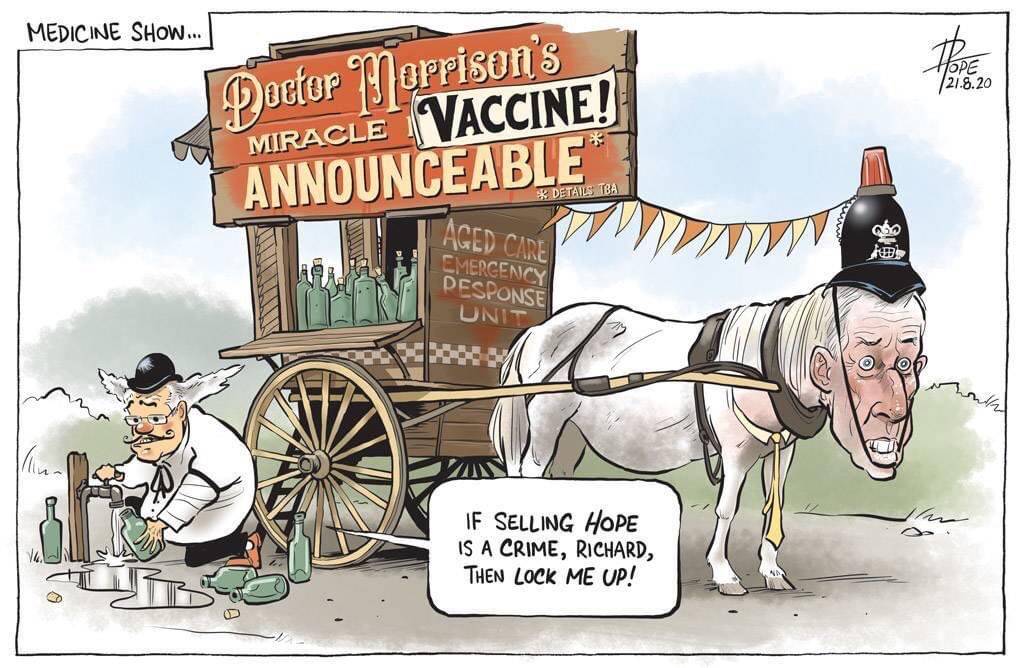 MEDICINE SHOW...
POPE
21.8.20
Doctor Morrison's
MIRACLE VACCINE!
ANNOUNCEABLE*
* DETAILS TBA
AGED CARE
EMERGENCY
RESPONSE
UNIT
IF SELLING HOPE
IS A CRIME, RICHARD,
THEN LOCK ME UP!